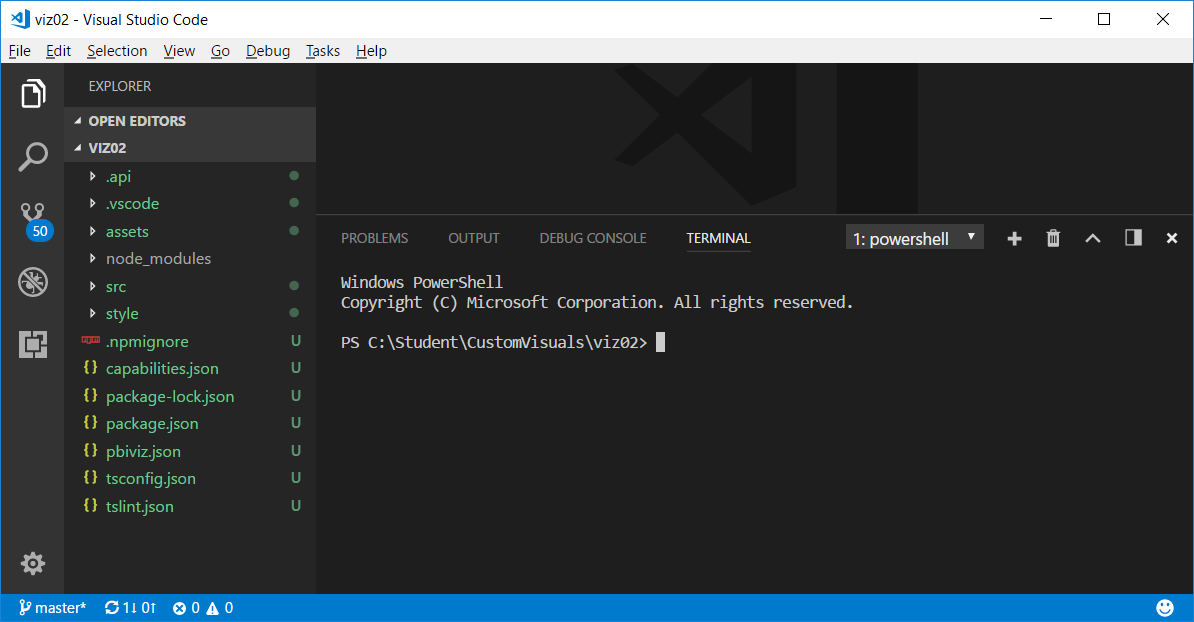 viz02 - Visual Studio Code
File Edit Selection View Go Debug Tasks Help
EXPLORER
OPEN EDITORS
VIZ02
.api
.vscode
assets
node_modules
src
style
.npmignore U
{} capabilities.json U
{} package-lock.json U
{} package.json U
{} pbiviz.json U
{} tsconfig.json U
{} tslint.json U
50
PROBLEMS OUTPUT DEBUG CONSOLE TERMINAL 1: powershell
Windows PowerShell
Copyright (C) Microsoft Corporation. All rights reserved.
PS C:\Student\CustomVisuals\viz02>
master* 1↓ 0↑ 0 0